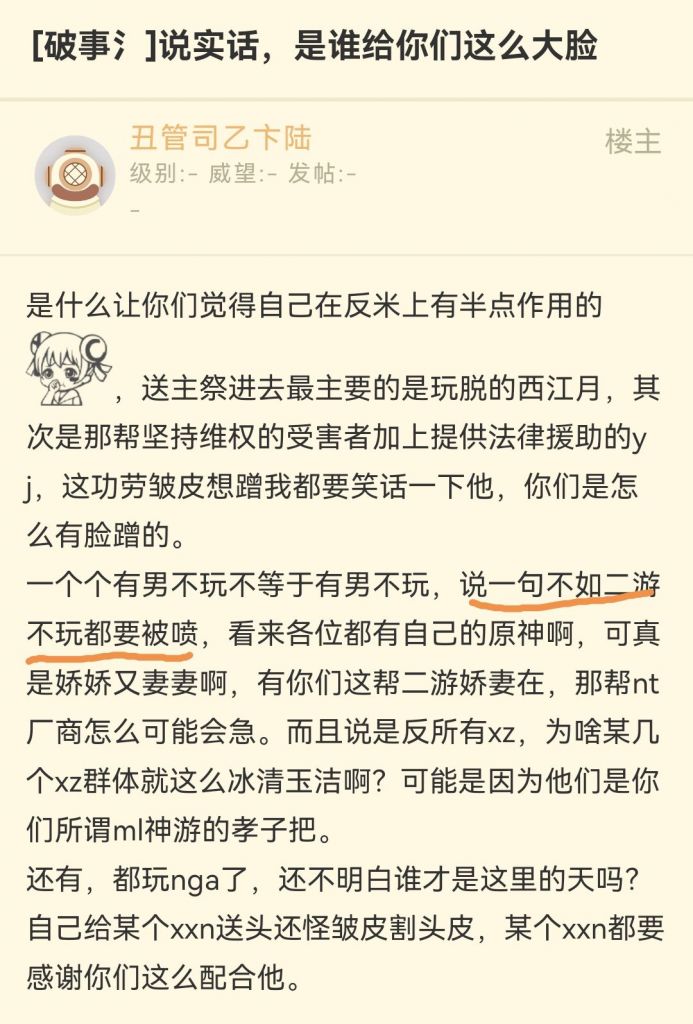 [破事氵]说实话，是谁给你们这么大脸
丑管司乙卞陆
楼主
级别:- 威望:- 发帖:-
-
是什么让你们觉得自己在反米上有半点作用的
，送主祭进去最主要的是玩脱的西江月，其
次是那帮坚持维权的受害者加上提供法律援助的y
j，这功劳皱皮想蹭我都要笑话一下他，你们是怎
么有脸蹭的。
一个个有男不玩不等于有男不玩，说一句不如二游
不玩都要被喷，看来各位都有自己的原神啊，可真
是娇娇又妻妻啊，有你们这帮二游娇妻在，那帮nt
厂商怎么可能会急。而且说是反所有xz，为啥某几
个xz群体就这么冰清玉洁啊？可能是因为他们是你
们所谓ml神游的孝子把。
还有，都玩nga了，还不明白谁才是这里的天吗？
自己给某个xxn送头还怪皱皮割头皮，某个xxn都要
感谢你们这么配合他。